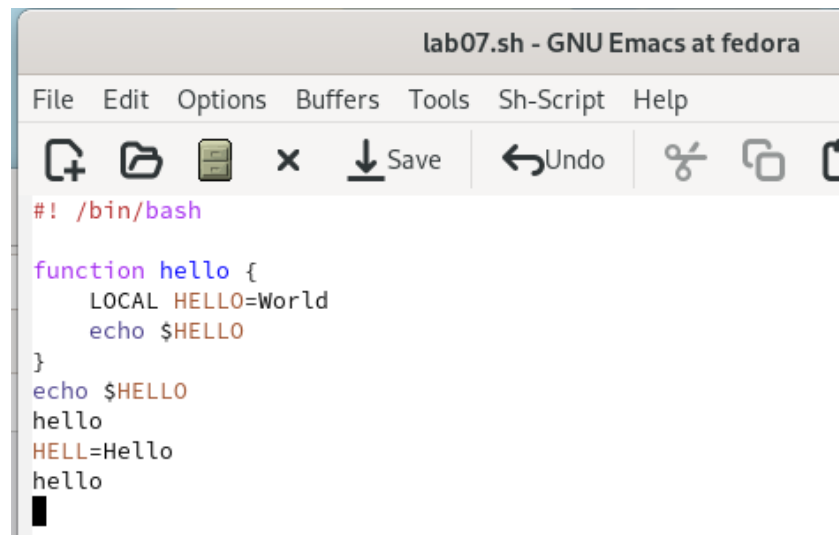 lab07.sh - GNU Emacs at fedora
File Edit Options Buffers Tools Sh-Script Help
Save Undo
#! /bin/bash
function hello {
    LOCAL HELLO=World
    echo $HELLO
}
echo $HELLO
hello
HELL=Hello
hello